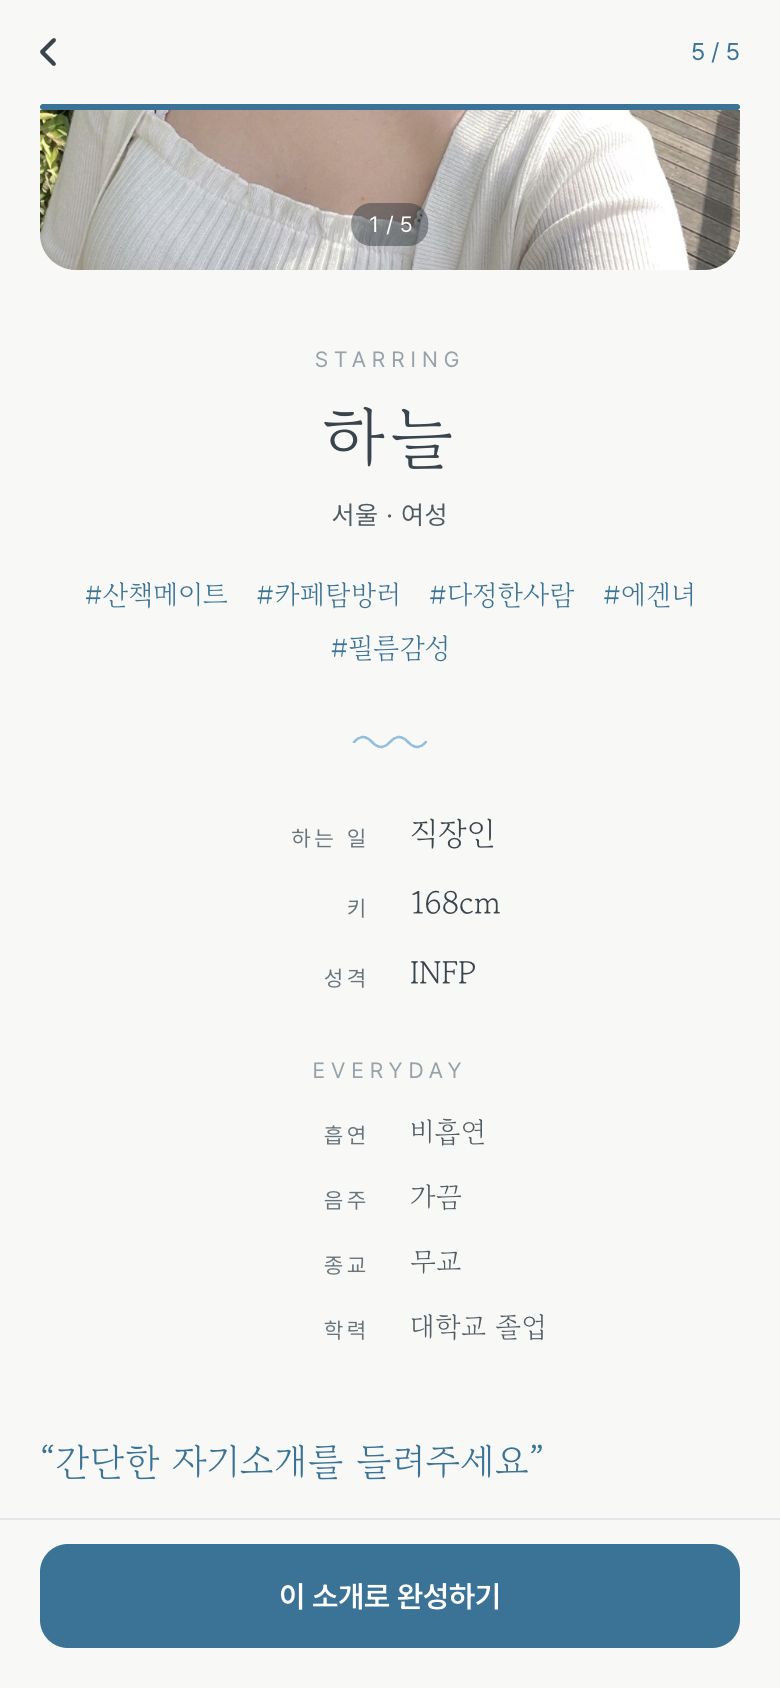 5 / 5
1 / 5
STARRING
하늘
서울 · 여성
#산책메이트 #카페탐방러 #다정한사람 #에겐녀
#필름감성
하는 일 직장인
키 168cm
성격 INFP
EVERYDAY
흡연 비흡연
음주 가끔
종교 무교
학력 대학교 졸업
“간단한 자기소개를 들려주세요”
이 소개로 완성하기